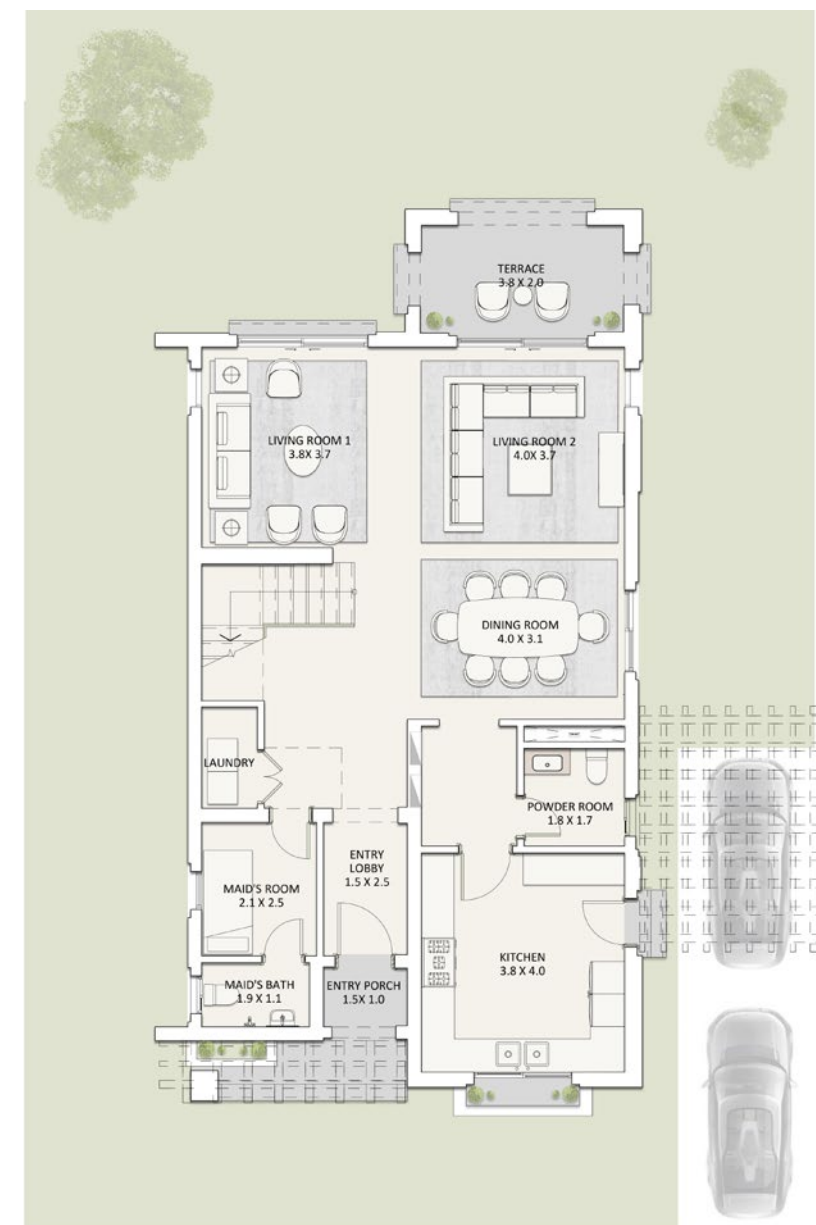 TERRACE
3.8 X 2.0
LIVING ROOM 1
3.8X 3.7
LIVING ROOM 2
4.0X 3.7
DINING ROOM
4.0 X 3.1
LAUNDRY
POWDER ROOM
1.8 X 1.7
ENTRY
LOBBY
1.5 X 2.5
MAID'S ROOM
2.1 X 2.5
KITCHEN
3.8 X 4.0
MAID'S BATH
1.9 X 1.1
ENTRY PORCH
1.5X 1.0